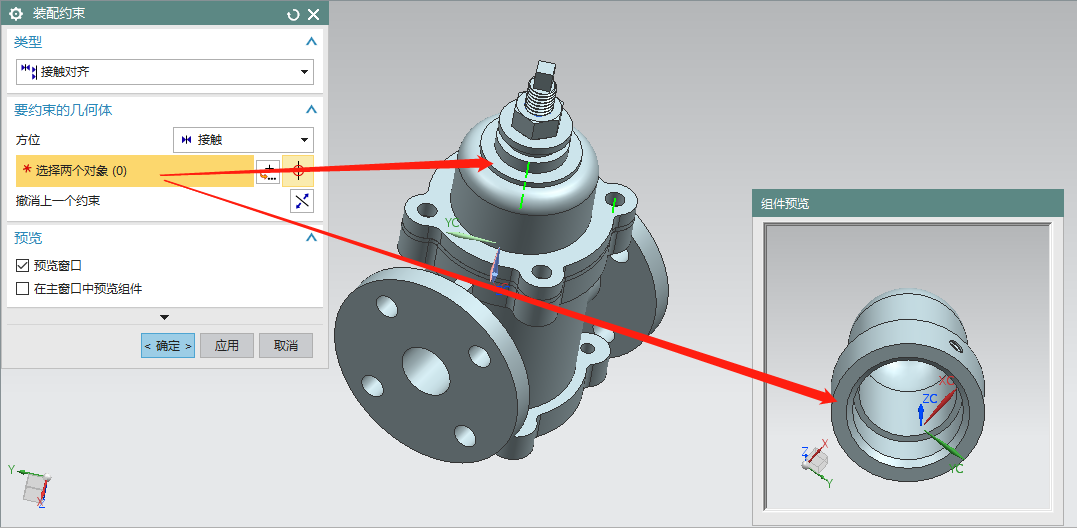 装配约束
类型
接触对齐
要约束的几何体
方位
接触
* 选择两个对象 (0)
撤消上一个约束
预览
预览窗口
在主窗口中预览组件
< 确定 >
应用
取消
YC
Y
X
Z
组件预览
XC
ZC
YC
Z
X
Y